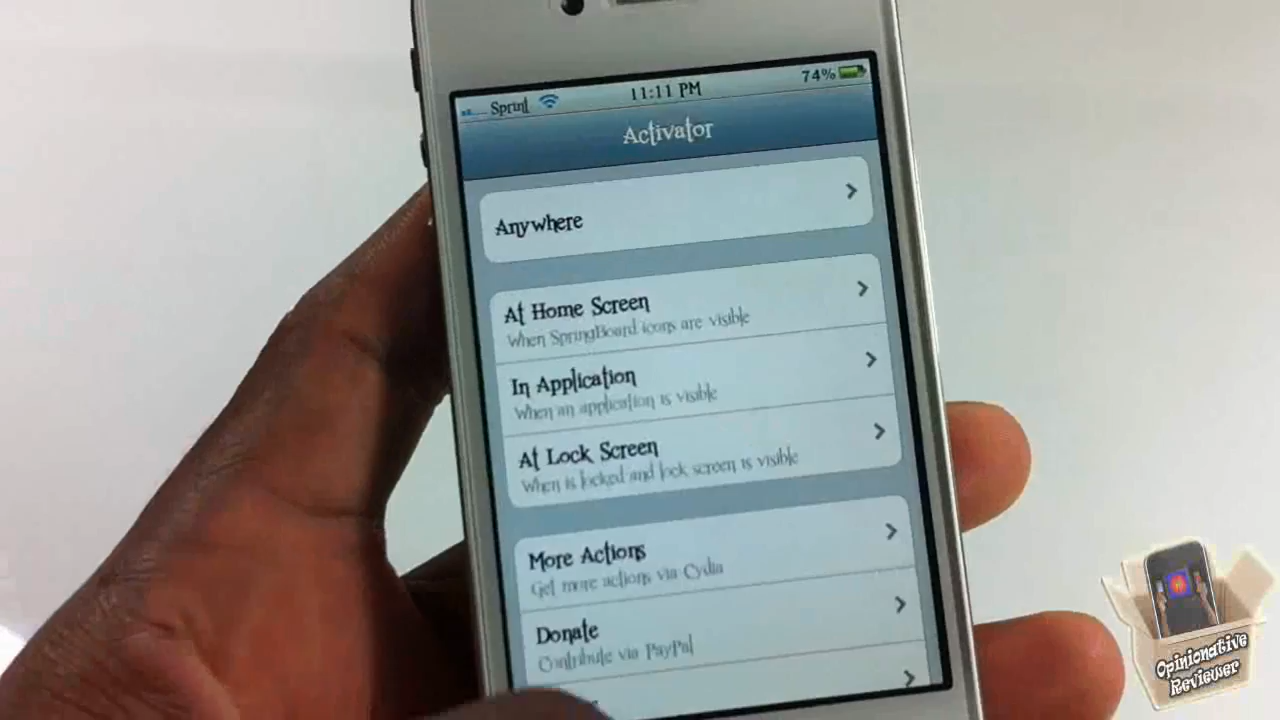 Sprint 11:11 PM 74%
Activator
Anywhere
At Home Screen
When SpringBoard icons are visible
In Application
When an application is visible
At Lock Screen
When is locked and lock screen is visible
More Actions
Get more actions via Cydia
Donate
Contribute via PayPal
Opinionative
Reviewer